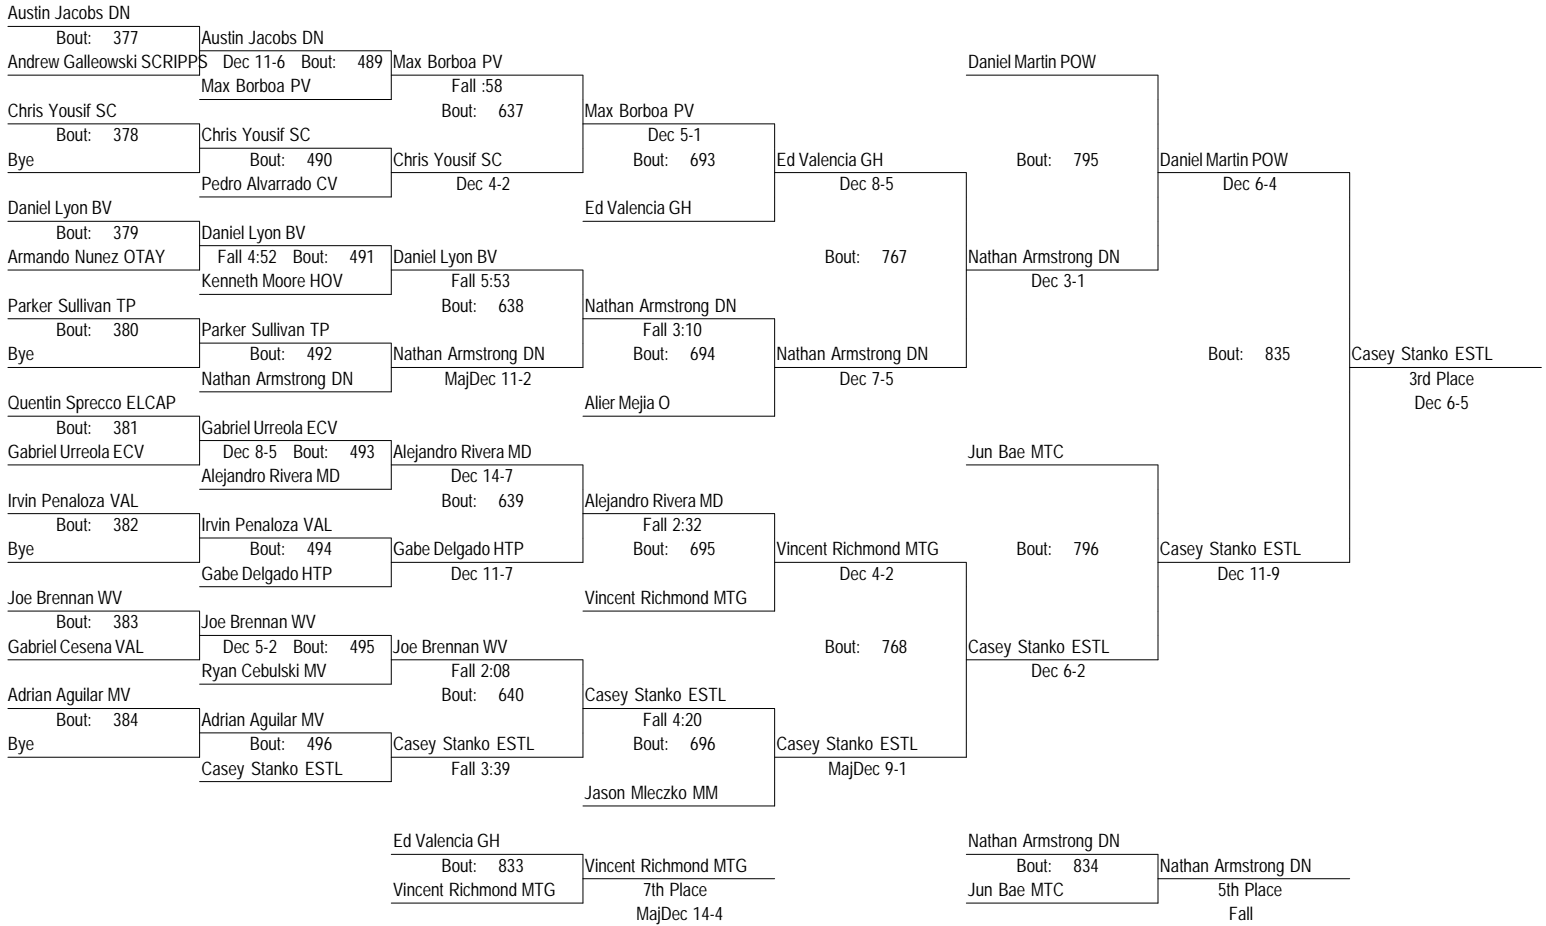 Austin Jacobs DN
Bout: 377 Austin Jacobs DN
Andrew Galleowski SCRIPPS Dec 11-6 Bout: 489 Max Borboa PV Daniel Martin POW
Max Borboa PV Fall :58
Chris Yousif SC Bout: 637 Max Borboa PV
Bout: 378 Chris Yousif SC Dec 5-1
Bye Bout: 490 Chris Yousif SC Bout: 693 Ed Valencia GH Bout: 795 Daniel Martin POW
Pedro Alvarrado CV Dec 4-2 Dec 8-5 Dec 6-4
Daniel Lyon BV Ed Valencia GH
Bout: 379 Daniel Lyon BV
Armando Nunez OTAY Fall 4:52 Bout: 491 Daniel Lyon BV Bout: 767 Nathan Armstrong DN
Kenneth Moore HOV Fall 5:53 Dec 3-1
Parker Sullivan TP Bout: 638 Nathan Armstrong DN
Bout: 380 Parker Sullivan TP Fall 3:10
Bye Bout: 492 Nathan Armstrong DN Bout: 694 Nathan Armstrong DN Bout: 835 Casey Stanko ESTL
Nathan Armstrong DN MajDec 11-2 Dec 7-5 3rd Place
Quentin Sprecco ELCAP Alier Mejia O Dec 6-5
Bout: 381 Gabriel Urreola ECV
Gabriel Urreola ECV Dec 8-5 Bout: 493 Alejandro Rivera MD Jun Bae MTC
Alejandro Rivera MD Dec 14-7
Irvin Penaloza VAL Bout: 639 Alejandro Rivera MD
Bout: 382 Irvin Penaloza VAL Fall 2:32
Bye Bout: 494 Gabe Delgado HTP Bout: 695 Vincent Richmond MTG Bout: 796 Casey Stanko ESTL
Gabe Delgado HTP Dec 11-7 Dec 4-2 Dec 11-9
Joe Brennan WV Vincent Richmond MTG
Bout: 383 Joe Brennan WV
Gabriel Cesena VAL Dec 5-2 Bout: 495 Joe Brennan WV Bout: 768 Casey Stanko ESTL
Ryan Cebulski MV Fall 2:08 Dec 6-2
Adrian Aguilar MV Bout: 640 Casey Stanko ESTL
Bout: 384 Adrian Aguilar MV Fall 4:20
Bye Bout: 496 Casey Stanko ESTL Bout: 696 Casey Stanko ESTL
Casey Stanko ESTL Fall 3:39 MajDec 9-1
Jason Mleczko MM
Ed Valencia GH Nathan Armstrong DN
Bout: 833 Vincent Richmond MTG Bout: 834 Nathan Armstrong DN
Vincent Richmond MTG 7th Place Jun Bae MTC 5th Place
MajDec 14-4 Fall